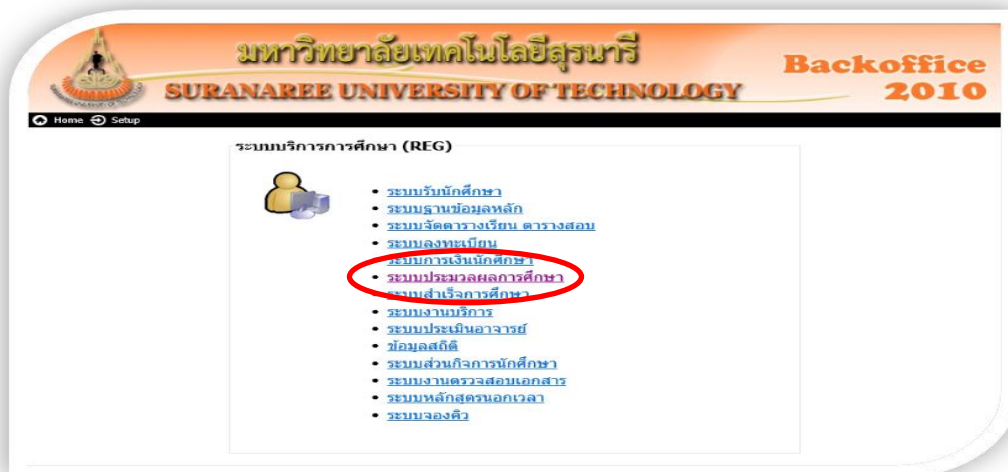 มหาวิทยาลัยเทคโนโลยีสุรนารี
SURANAREE UNIVERSITY OF TECHNOLOGY
Backoffice
2010
Home Setup
ระบบบริการการศึกษา (REG)
• ระบบรับนักศึกษา
• ระบบฐานข้อมูลหลัก
• ระบบจัดตารางเรียน ตารางสอบ
• ระบบลงทะเบียน
• ระบบการเงินนักศึกษา
• ระบบประมวลผลการศึกษา
• ระบบสำเร็จการศึกษา
• ระบบงานบริการ
• ระบบประเมินอาจารย์
• ข้อมูลสถิติ
• ระบบส่วนกิจการนักศึกษา
• ระบบงานตรวจสอบเอกสาร
• ระบบหลักสูตรนอกเวลา
• ระบบจองคิว